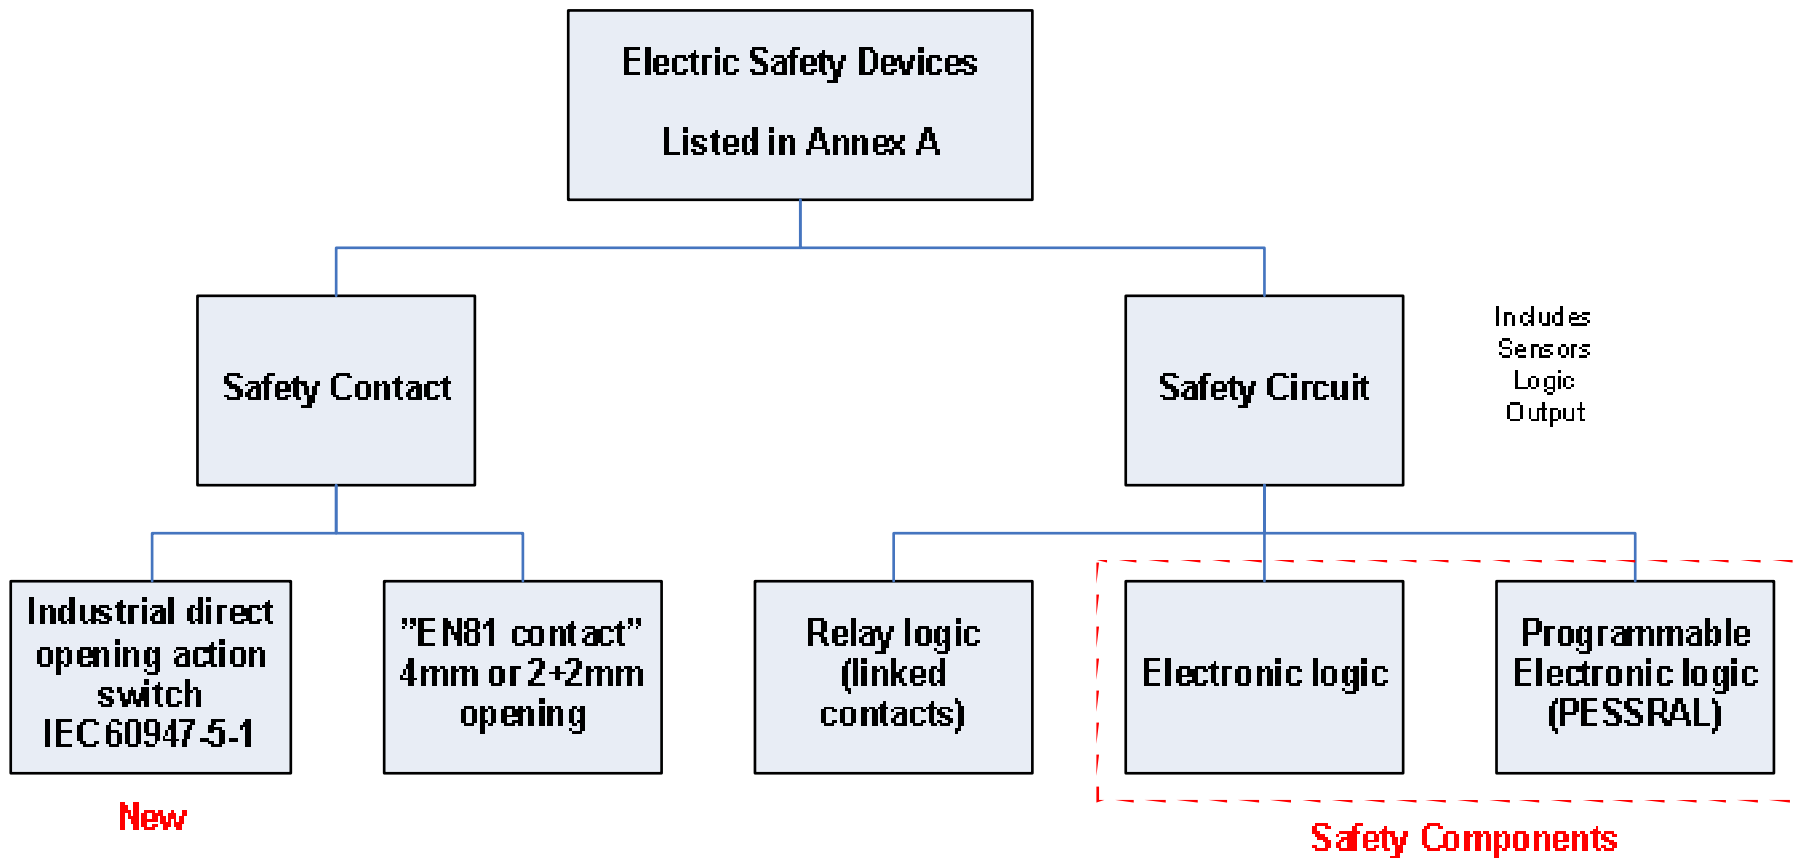 Electric Safety Devices
Listed in Annex A
Safety Contact
Safety Circuit
Includes
Sensors
Logic
Output
Industrial direct
opening action
switch
IEC60947-5-1
”EN81 contact”
4mm or 2+2mm
opening
Relay logic
(linked
contacts)
Electronic logic
Programmable
Electronic logic
(PESSRAL)
New
Safety Components